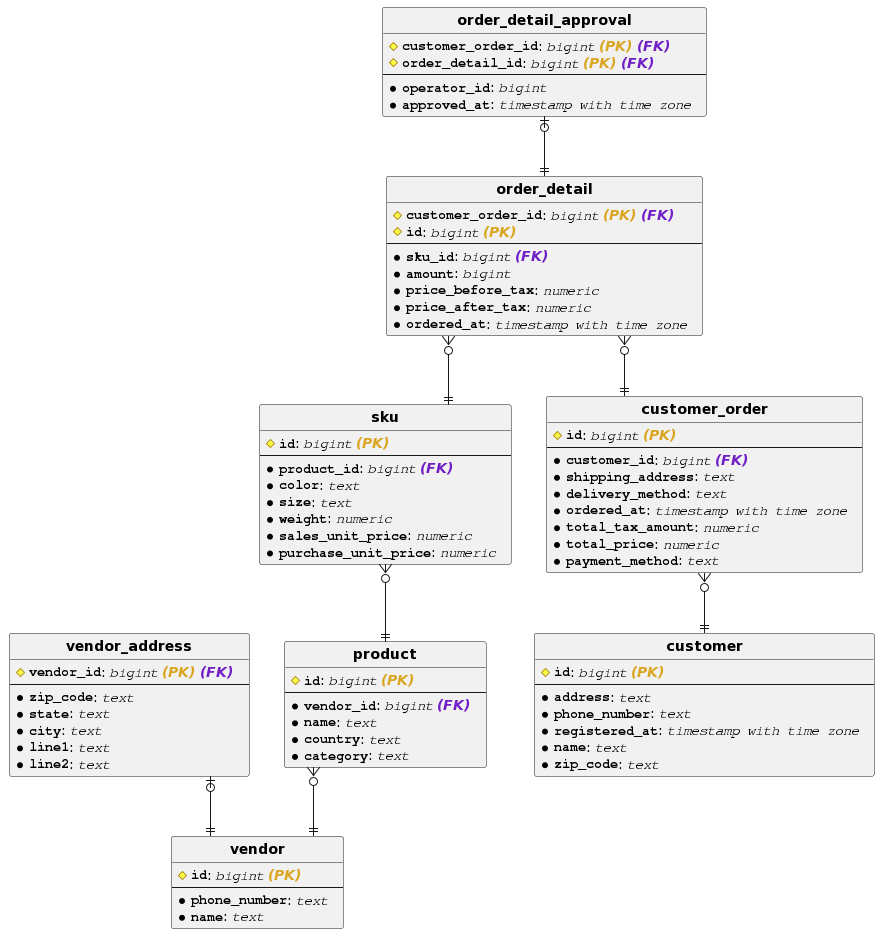 order_detail_approval
customer_order_id: bigint (PK) (FK)
order_detail_id: bigint (PK) (FK)
operator_id: bigint
approved_at: timestamp with time zone
order_detail
customer_order_id: bigint (PK) (FK)
id: bigint (PK)
sku_id: bigint (FK)
amount: bigint
price_before_tax: numeric
price_after_tax: numeric
ordered_at: timestamp with time zone
sku
id: bigint (PK)
product_id: bigint (FK)
color: text
size: text
weight: numeric
sales_unit_price: numeric
purchase_unit_price: numeric
customer_order
id: bigint (PK)
customer_id: bigint (FK)
shipping_address: text
delivery_method: text
ordered_at: timestamp with time zone
total_tax_amount: numeric
total_price: numeric
payment_method: text
vendor_address
vendor_id: bigint (PK) (FK)
zip_code: text
state: text
city: text
line1: text
line2: text
product
id: bigint (PK)
vendor_id: bigint (FK)
name: text
country: text
category: text
customer
id: bigint (PK)
address: text
phone_number: text
registered_at: timestamp with time zone
name: text
zip_code: text
vendor
id: bigint (PK)
phone_number: text
name: text